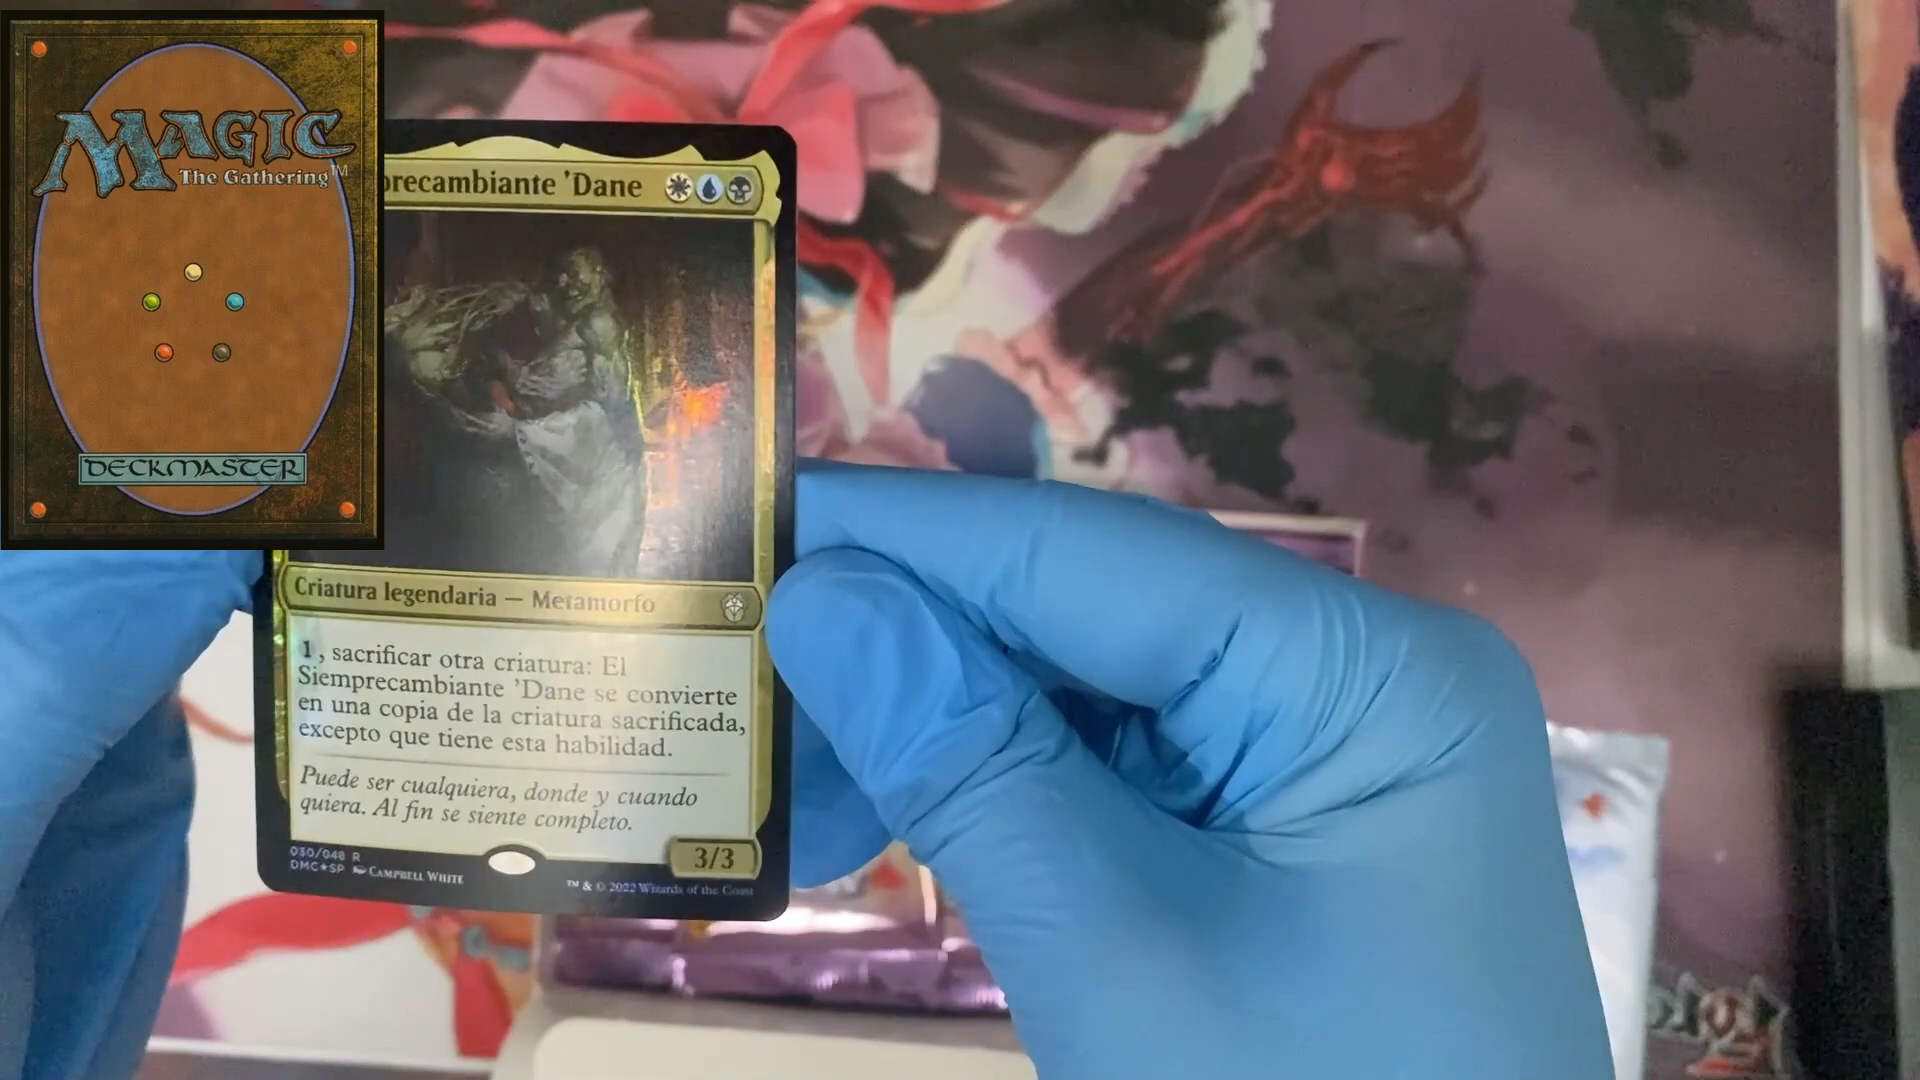 MAGIC
The Gathering™
DECKMASTER
precambiante 'Dane
Criatura legendaria — Metamorfo
1, sacrificar otra criatura: El
Siemprecambiante 'Dane se convierte
en una copia de la criatura sacrificada,
excepto que tiene esta habilidad.
Puede ser cualquiera, donde y cuando
quiera. Al fin se siente completo.
3/3
030/048 R
DMC★SP CAMPBELL WHITE
™ & © 2022 Wizards of the Coast